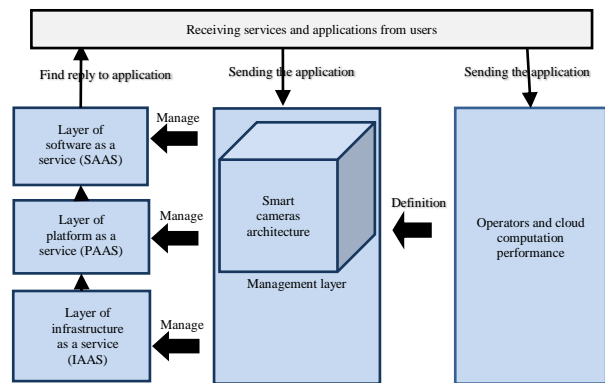 Receiving services and applications from users
Find reply to application
Sending the application
Sending the application
Layer of
software as a
service (SAAS)
Manage
Layer of
platform as a
service (PAAS)
Manage
Layer of
infrastructure
as a service
(IAAS)
Manage
Smart
cameras
architecture
Management layer
Definition
Operators and cloud
computation
performance